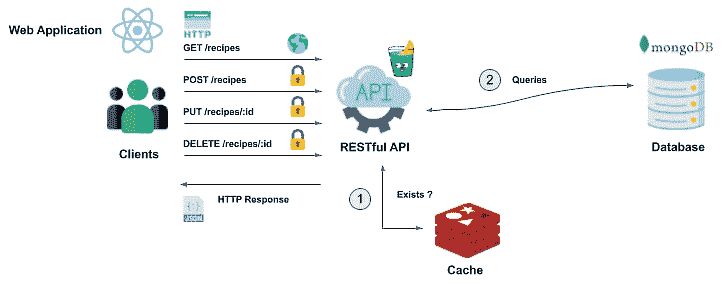 Web Application
HTTP
GET /recipes
POST /recipes
PUT /recipes/:id
DELETE /recipes/:id
Clients
API
RESTful API
HTTP Response
1
Exists ?
Cache
2
Queries
mongoDB
Database